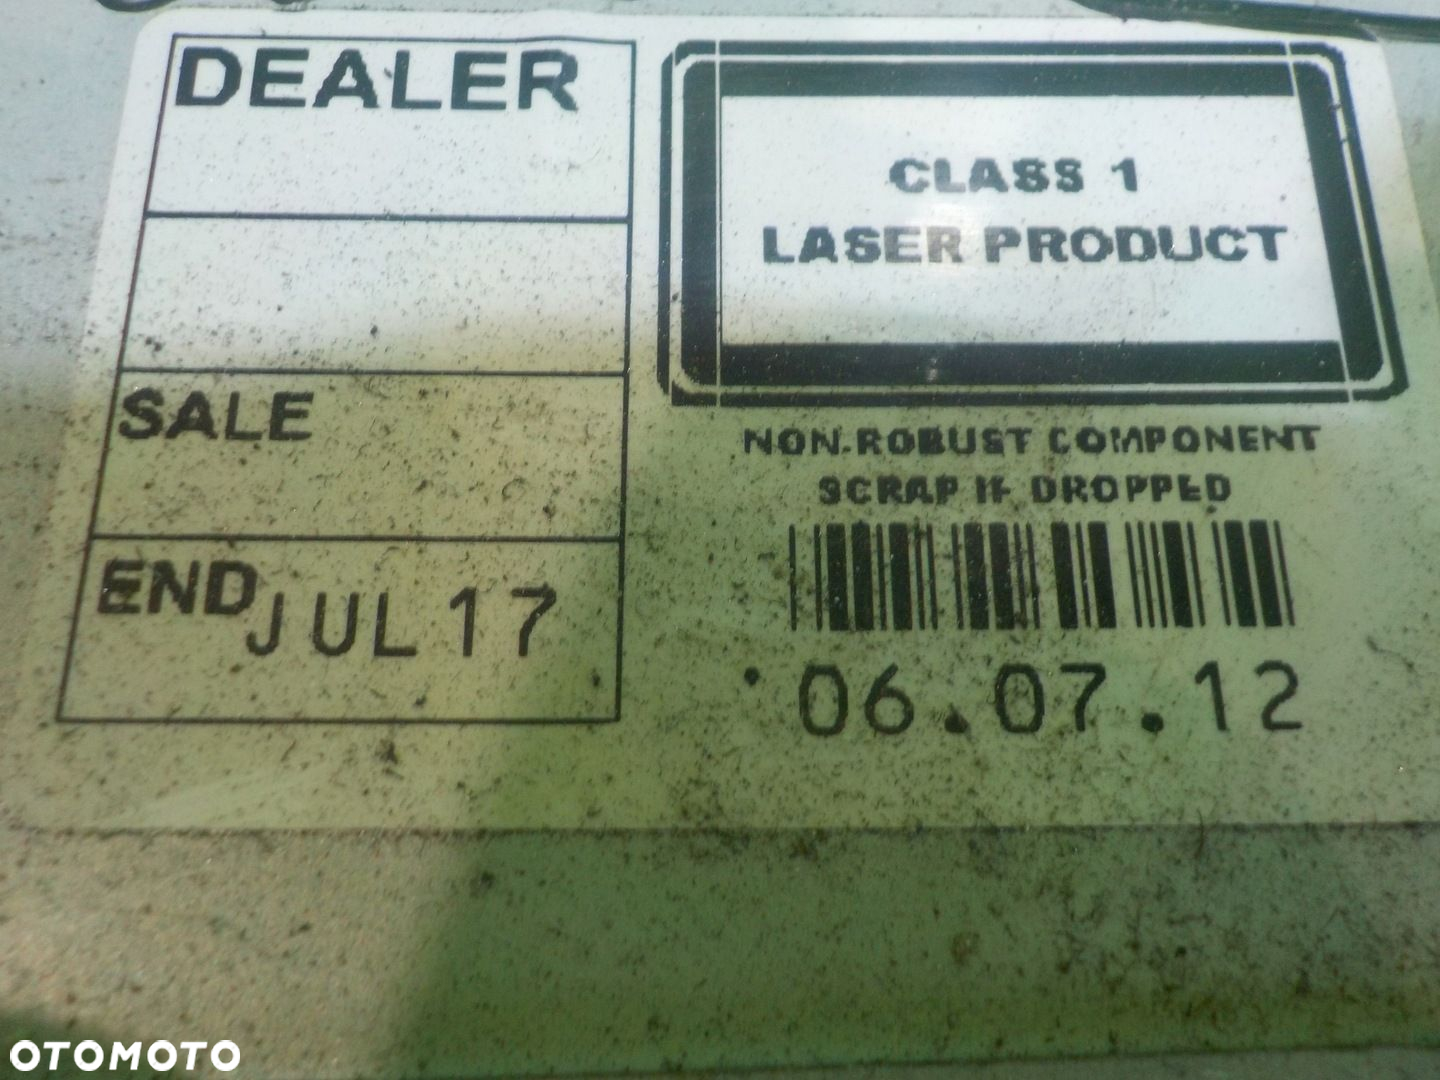 DEALER
SALE
END JUL 17
CLASS 1
LASER PRODUCT
NON-ROBUST COMPONENT
SCRAP IF DROPPED
06.07.12
OTOMOTO